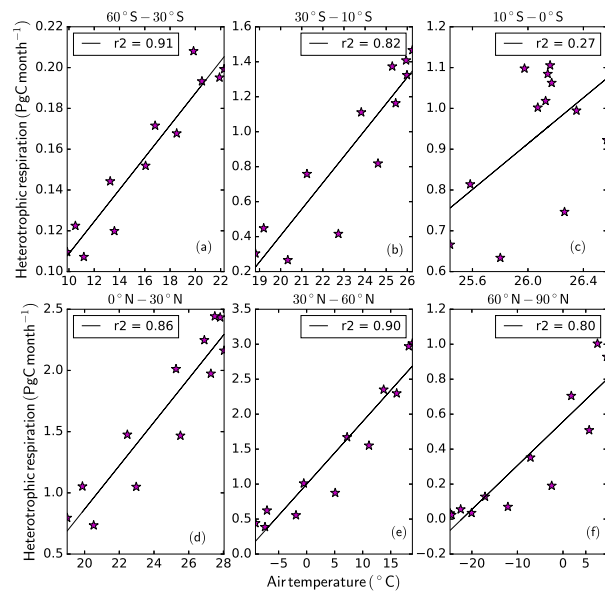 60°S−30°S
30°S−10°S
10°S−0°S
r2 = 0.91
r2 = 0.82
r2 = 0.27
Heterotrophic respiration (PgC month⁻¹)
0.22
0.20
0.18
0.16
0.14
0.12
0.10
10 12 14 16 18 20 22
(a)
1.6
1.4
1.2
1.0
0.8
0.6
0.4
0.2
19 20 21 22 23 24 25 26
(b)
1.2
1.1
1.0
0.9
0.8
0.7
0.6
25.6 26.0 26.4
(c)
0°N−30°N
30°N−60°N
60°N−90°N
r2 = 0.86
r2 = 0.90
r2 = 0.80
Heterotrophic respiration (PgC month⁻¹)
2.5
2.0
1.5
1.0
0.5
20 22 24 26 28
(d)
3.5
3.0
2.5
2.0
1.5
1.0
0.5
0.0
−5 0 5 10 15
(e)
1.2
1.0
0.8
0.6
0.4
0.2
0.0
−0.2
−20 −10 0 5
(f)
Air temperature (°C)